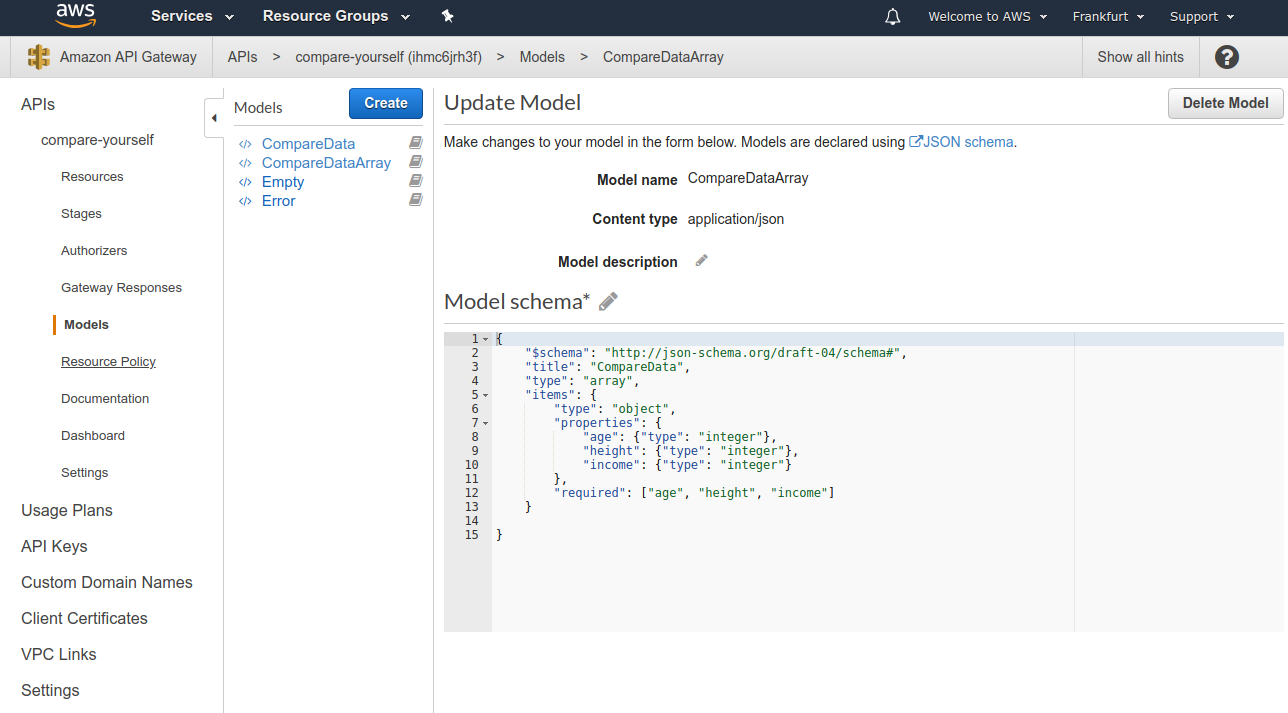 aws Services Resource Groups Welcome to AWS Frankfurt Support
Amazon API Gateway APIs > compare-yourself (ihmc6jrh3f) > Models > CompareDataArray Show all hints ?
APIs
compare-yourself
Resources
Stages
Authorizers
Gateway Responses
Models
Resource Policy
Documentation
Dashboard
Settings
Usage Plans
API Keys
Custom Domain Names
Client Certificates
VPC Links
Settings
Models Create
</> CompareData
</> CompareDataArray
</> Empty
</> Error
Update Model Delete Model
Make changes to your model in the form below. Models are declared using JSON schema.
Model name CompareDataArray
Content type application/json
Model description
Model schema*
1 {
2     "$schema": "http://json-schema.org/draft-04/schema#",
3     "title": "CompareData",
4     "type": "array",
5     "items": {
6         "type": "object",
7         "properties": {
8             "age": {"type": "integer"},
9             "height": {"type": "integer"},
10             "income": {"type": "integer"}
11         },
12         "required": ["age", "height", "income"]
13     }
14
15 }